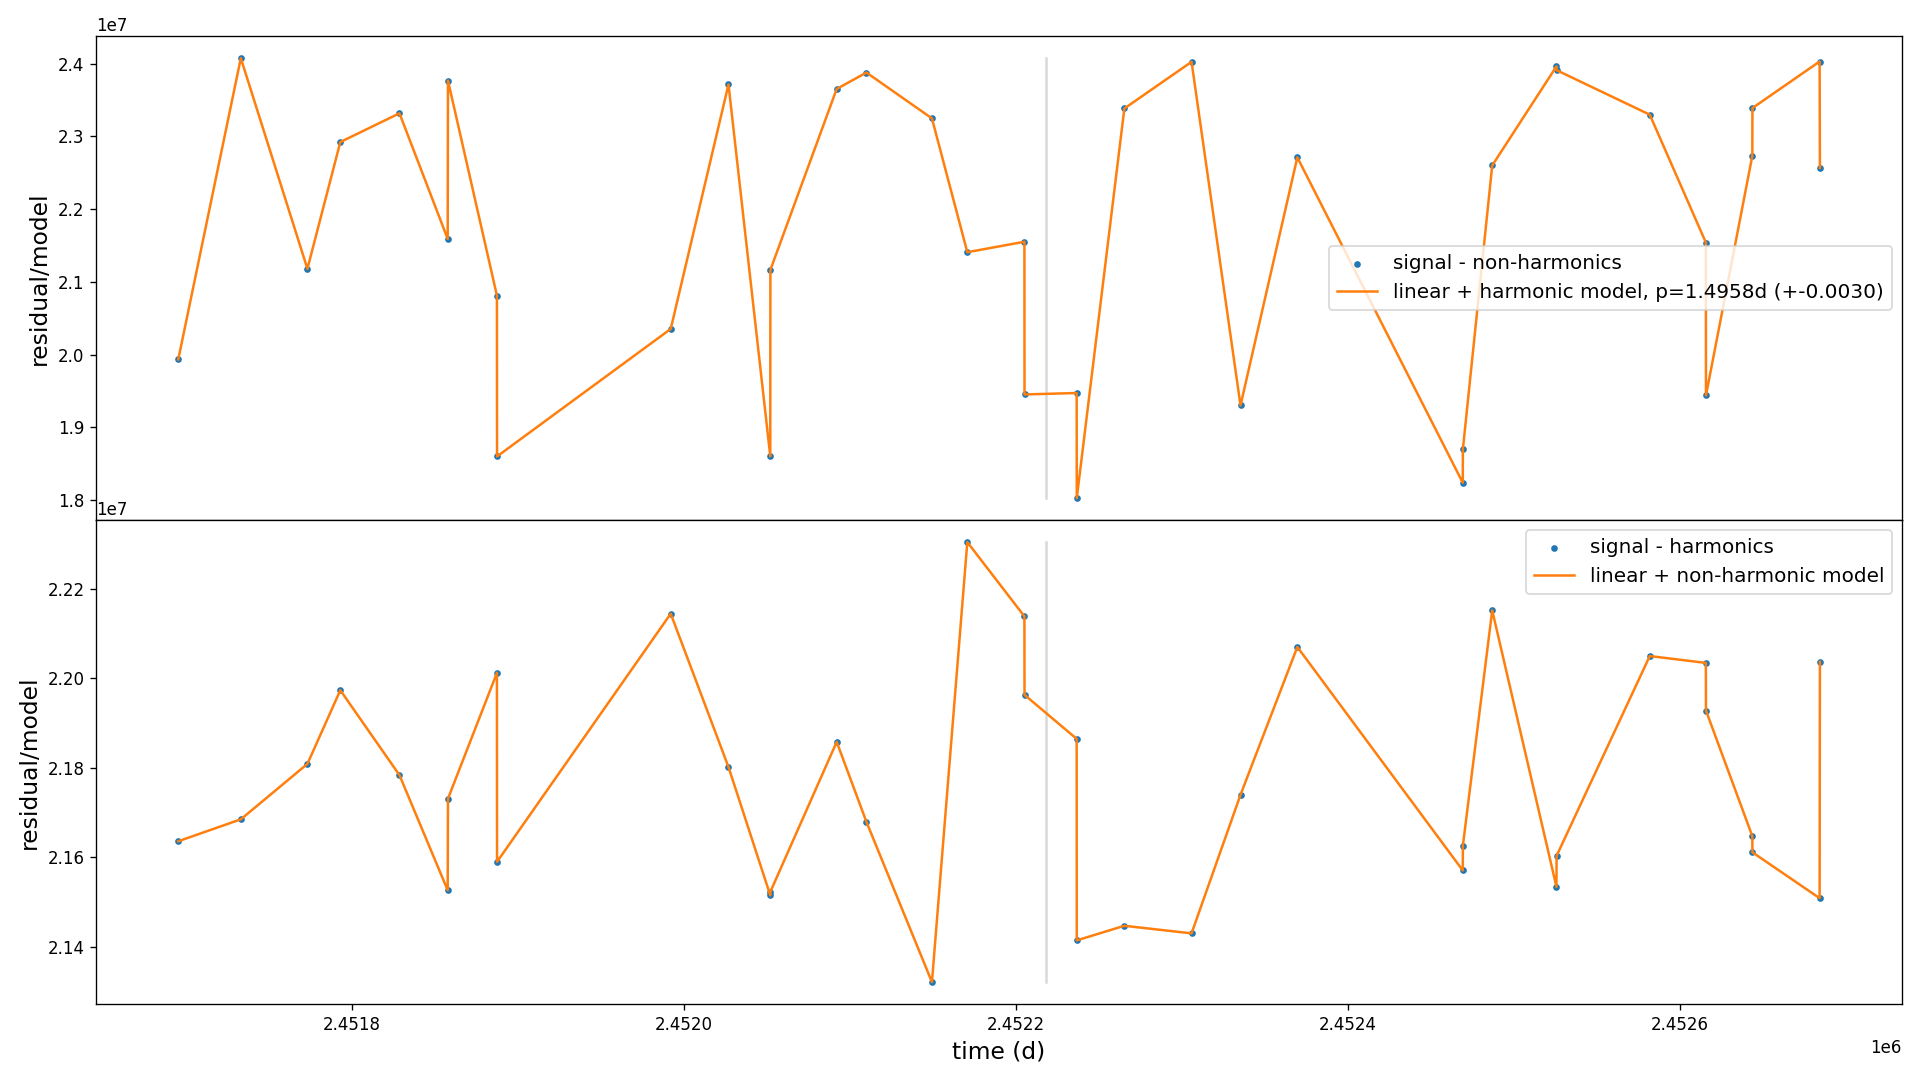 1e7
2.4
2.3
2.2
2.1
2.0
1.9
1.8
residual/model
signal - non-harmonics
linear + harmonic model, p=1.4958d (+-0.0030)
1e7
2.22
2.20
2.18
2.16
2.14
residual/model
signal - harmonics
linear + non-harmonic model
2.4518 2.4520 2.4522 2.4524 2.4526
time (d)
1e6